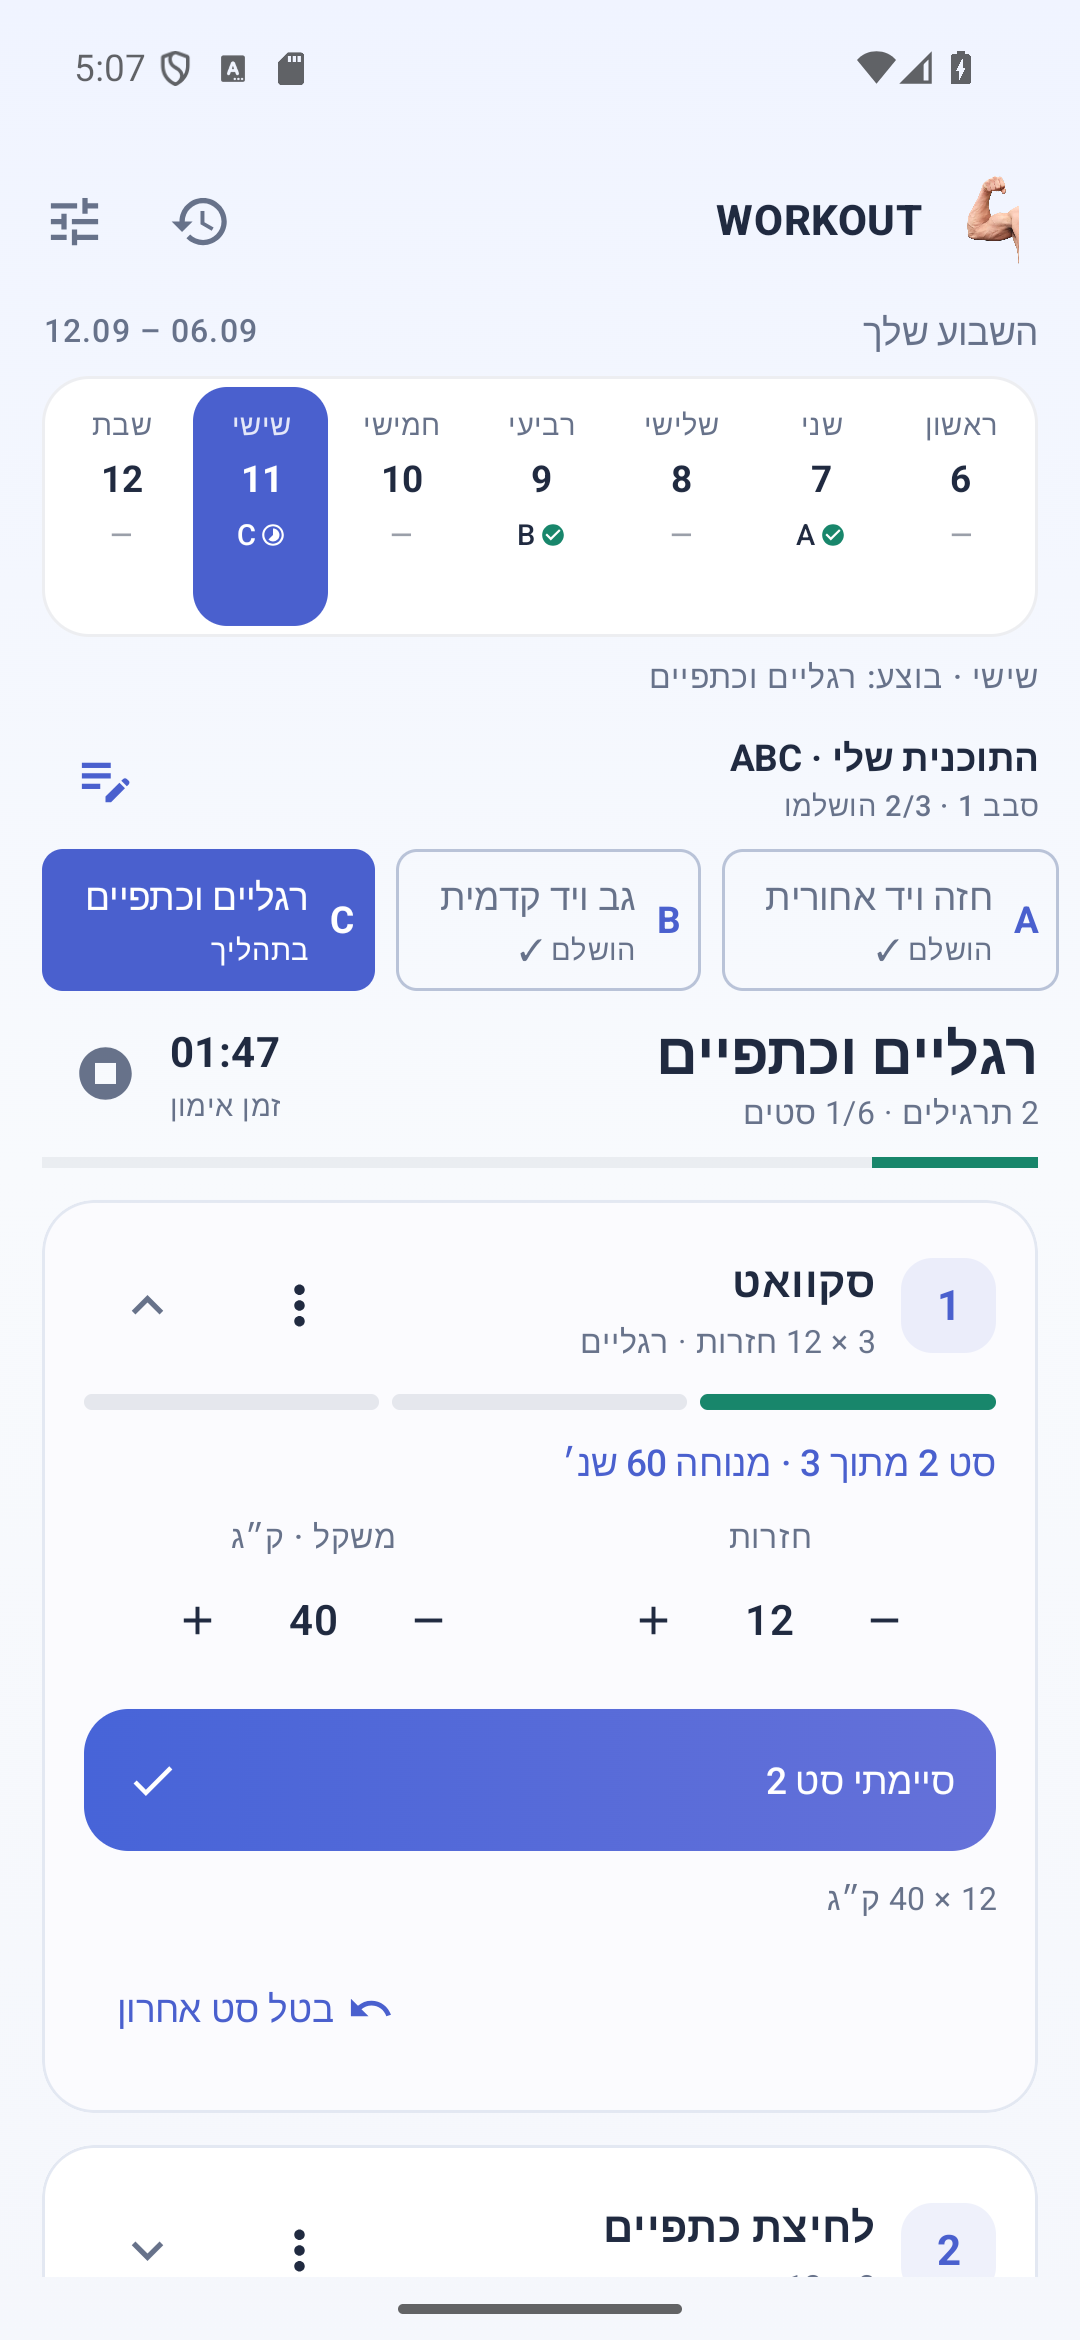 5:07
WORKOUT
השבוע שלך
12.09 – 06.09
ראשון
6
–
שני
7
A
שלישי
8
–
רביעי
9
B
חמישי
10
–
שישי
11
C
שבת
12
–
שישי · בוצע: רגליים וכתפיים
התוכנית שלי · ABC
סבב 1 · 2/3 הושלמו
A
חזה ויד אחורית
הושלם ✓
B
גב ויד קדמית
הושלם ✓
C
רגליים וכתפיים
בתהליך
רגליים וכתפיים
2 תרגילים · 1/6 סטים
01:47
זמן אימון
1
סקוואט
3 × 12 חזרות · רגליים
סט 2 מתוך 3 · מנוחה 60 שנ׳
חזרות
משקל · ק״ג
− 12 +
− 40 +
סיימתי סט 2
12 × 40 ק״ג
בטל סט אחרון
2
לחיצת כתפיים